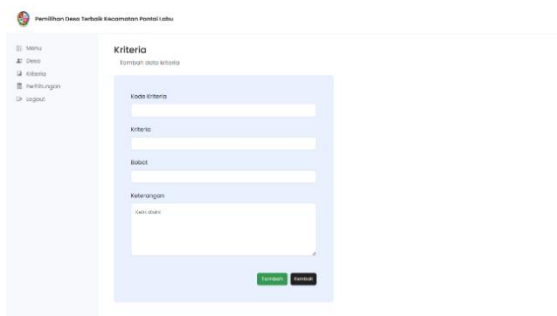 Pemilihan Desa Terbaik Kecamatan Pantai Labu
Menu
Desa
Kriteria
Perhitungan
Logout
Kriteria
Tambah data kriteria
Kode Kriteria
Kriteria
Bobot
Keterangan
Tambah
Kembali